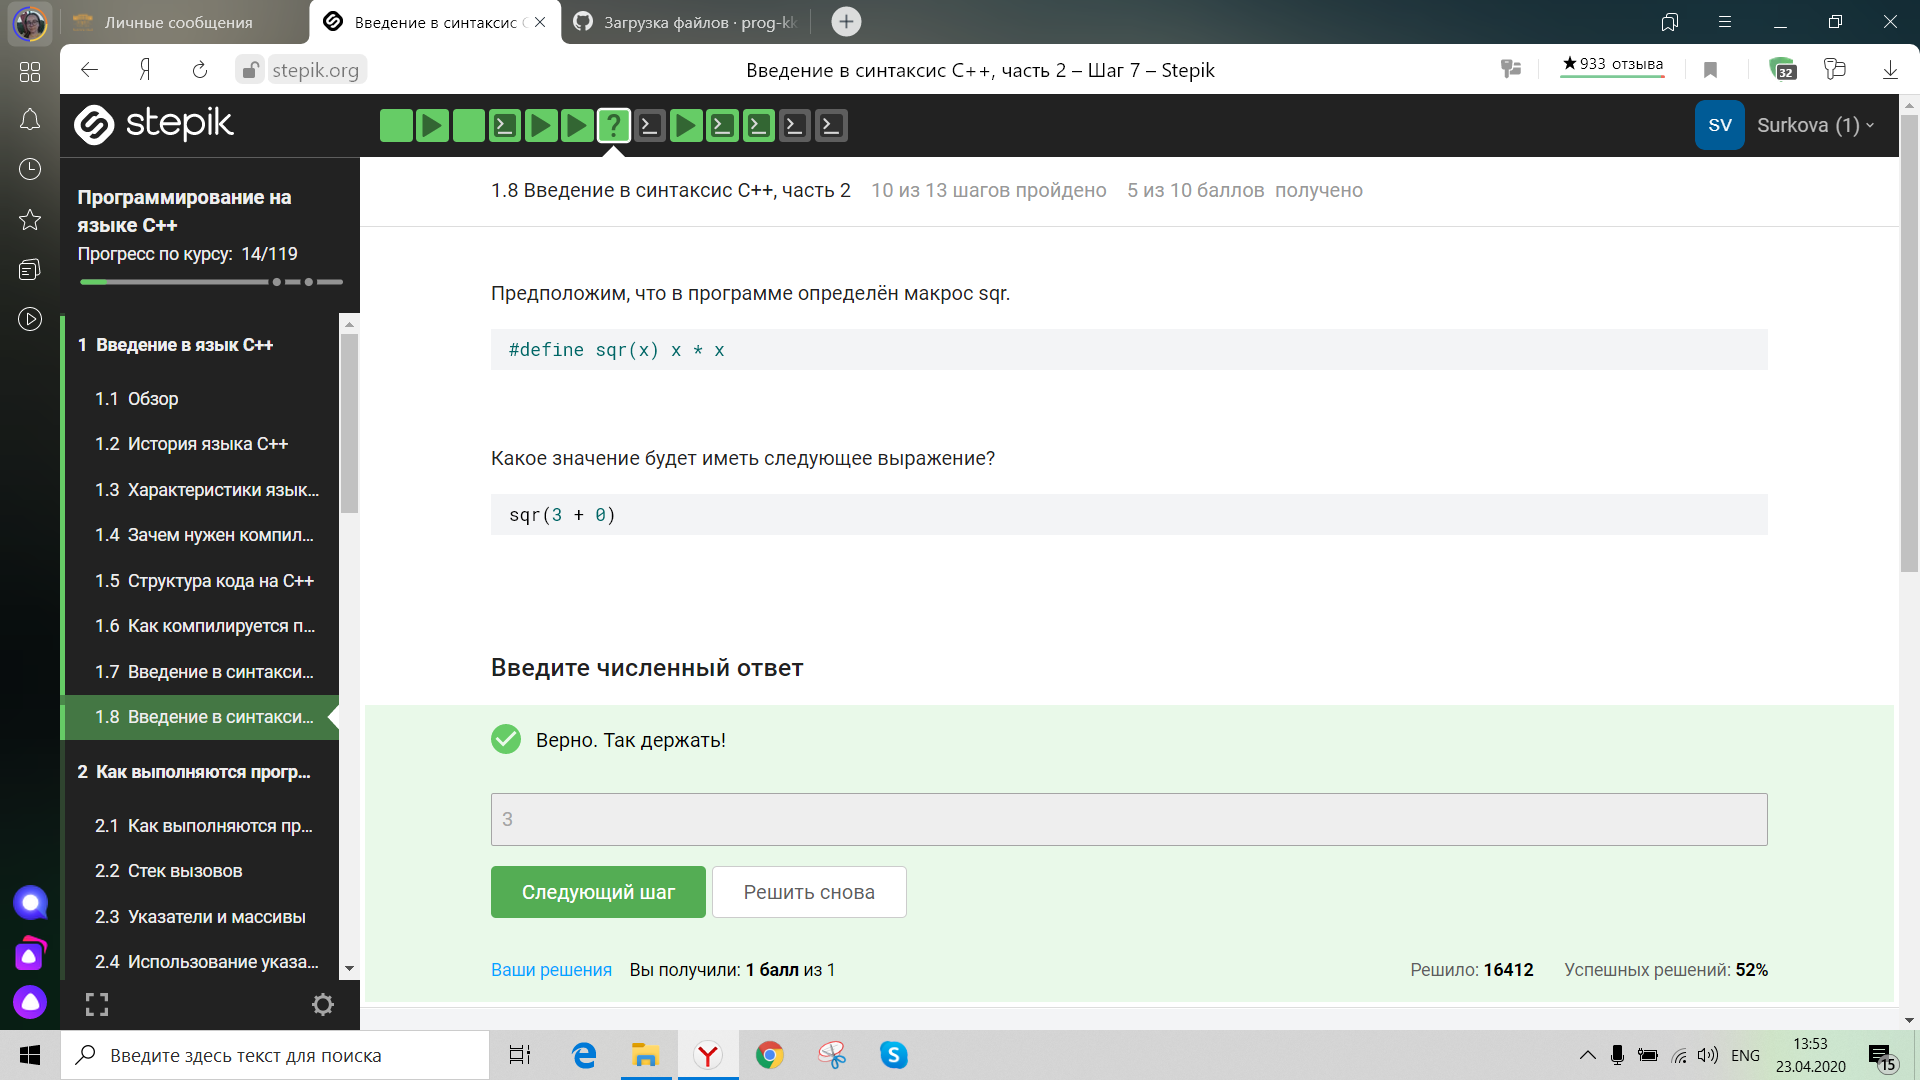 Личные сообщения
Введение в синтаксис C
Загрузка файлов · prog-kk
stepik.org
Введение в синтаксис C++, часть 2 – Шаг 7 – Stepik
★933 отзыва
32
stepik
SV
Surkova (1)
Программирование на
языке C++
Прогресс по курсу: 14/119
1 Введение в язык C++
1.1 Обзор
1.2 История языка C++
1.3 Характеристики язык...
1.4 Зачем нужен компил...
1.5 Структура кода на C++
1.6 Как компилируется п...
1.7 Введение в синтакси...
1.8 Введение в синтакси...
2 Как выполняются прогр...
2.1 Как выполняются пр...
2.2 Стек вызовов
2.3 Указатели и массивы
2.4 Использование указа...
1.8 Введение в синтаксис C++, часть 2 10 из 13 шагов пройдено 5 из 10 баллов получено
Предположим, что в программе определён макрос sqr.
#define sqr(x) x * x
Какое значение будет иметь следующее выражение?
sqr(3 + 0)
Введите численный ответ
Верно. Так держать!
3
Следующий шаг
Решить снова
Ваши решения Вы получили: 1 балл из 1
Решило: 16412 Успешных решений: 52%
Введите здесь текст для поиска
ENG
13:53
23.04.2020
15